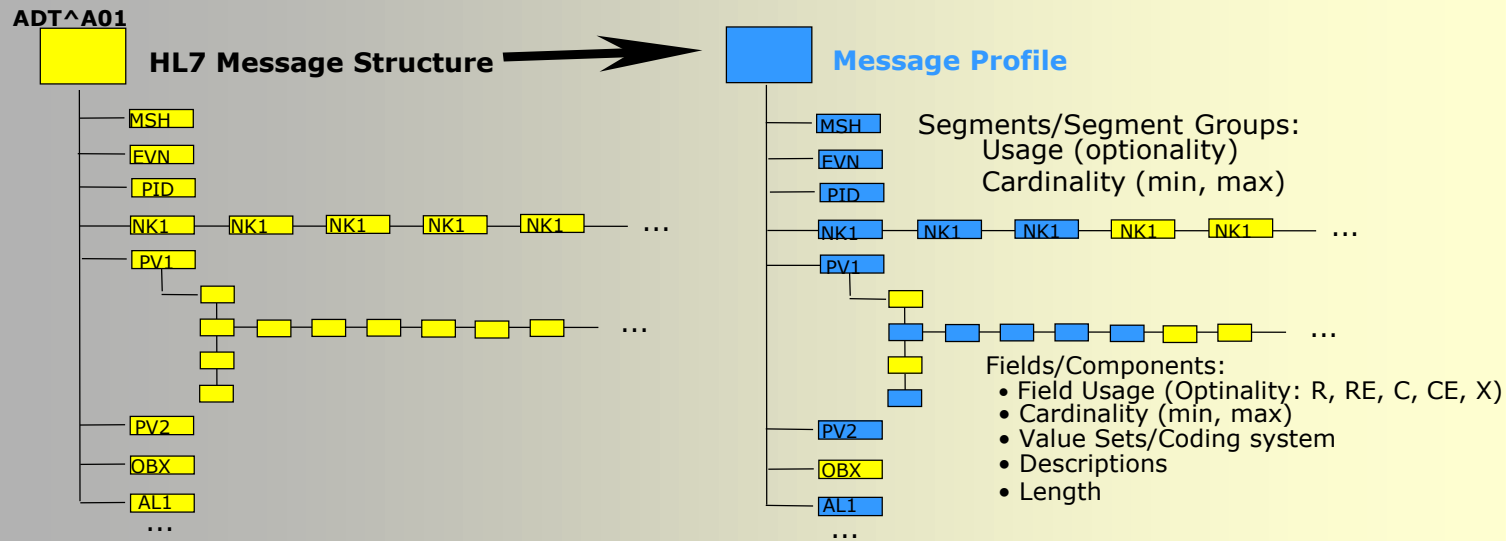 ADT^A01
HL7 Message Structure
MSH
EVN
PID
NK1 NK1 NK1 NK1 NK1 ...
PV1
...
PV2
OBX
AL1
...
Message Profile
MSH
EVN
PID
NK1 NK1 NK1 NK1 NK1 ...
PV1
...
PV2
OBX
AL1
...
Segments/Segment Groups:
Usage (optionality)
Cardinality (min, max)
Fields/Components:
• Field Usage (Optinality: R, RE, C, CE, X)
• Cardinality (min, max)
• Value Sets/Coding system
• Descriptions
• Length